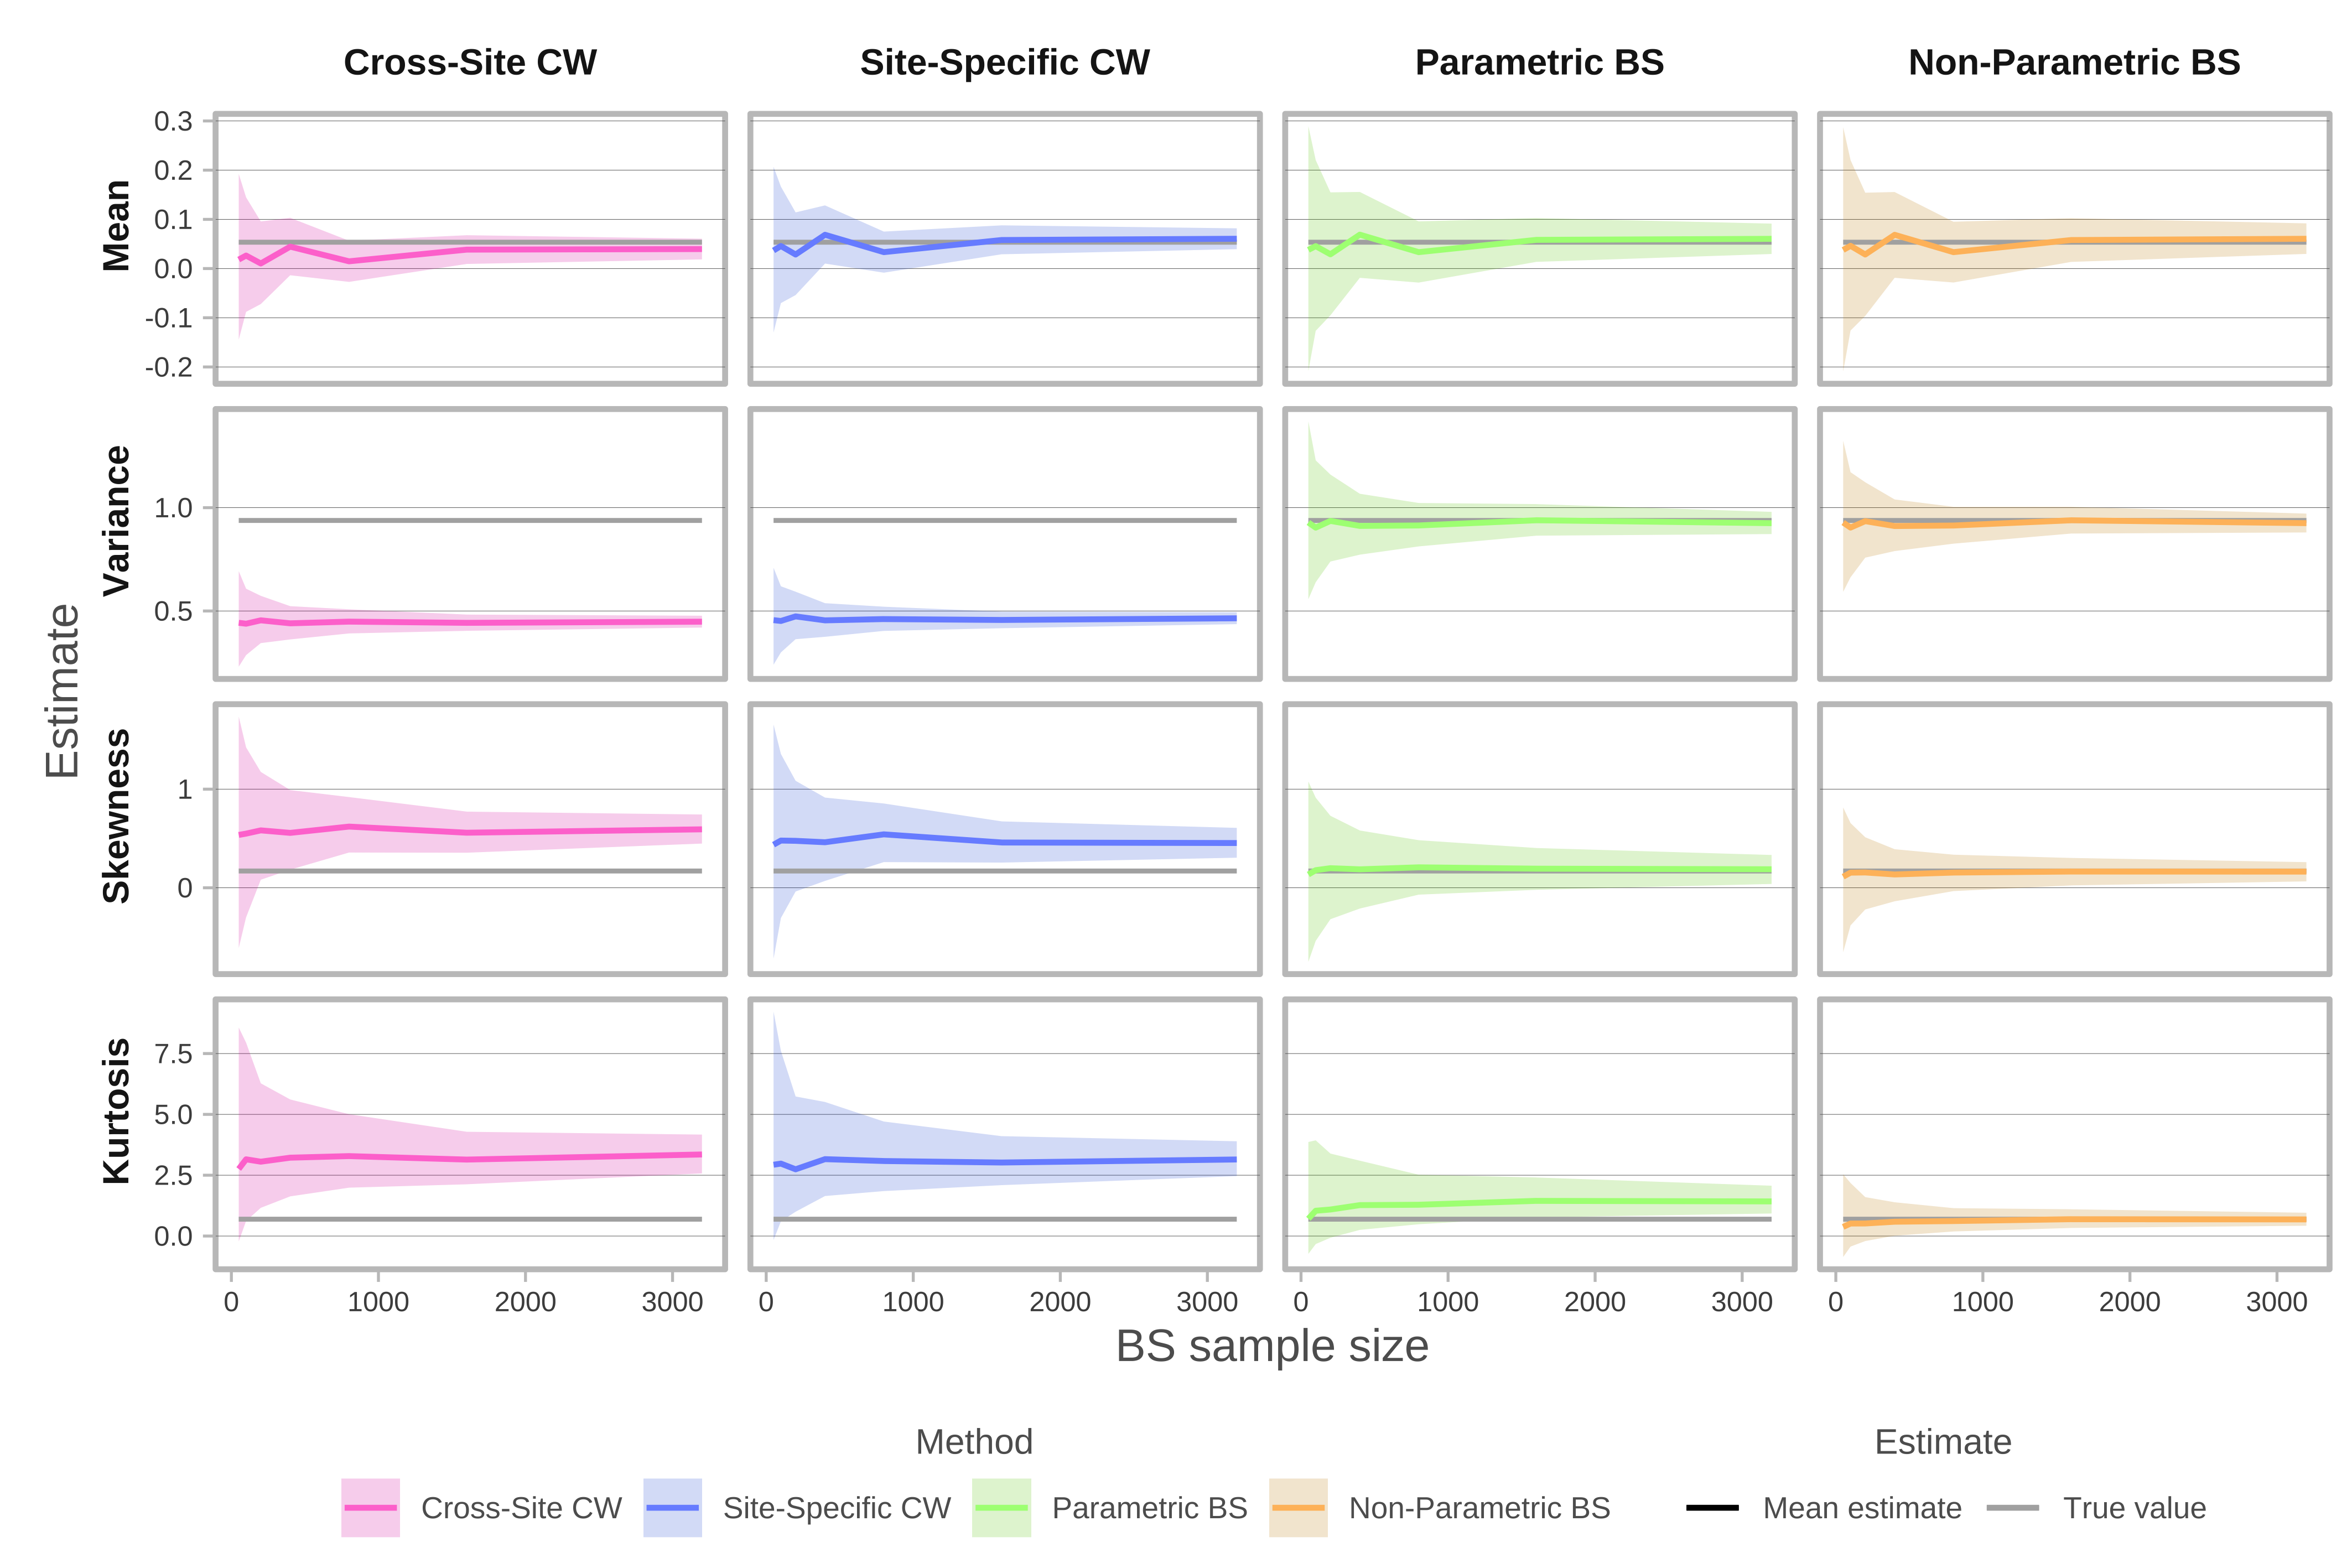 Cross-Site CW Site-Specific CW Parametric BS Non-Parametric BS
Estimate
Mean
0.3
0.2
0.1
0.0
-0.1
-0.2
Variance
1.0
0.5
Skewness
1
0
Kurtosis
7.5
5.0
2.5
0.0
0 1000 2000 3000 0 1000 2000 3000 0 1000 2000 3000 0 1000 2000 3000
BS sample size
Method Estimate
Cross-Site CW Site-Specific CW Parametric BS Non-Parametric BS Mean estimate True value